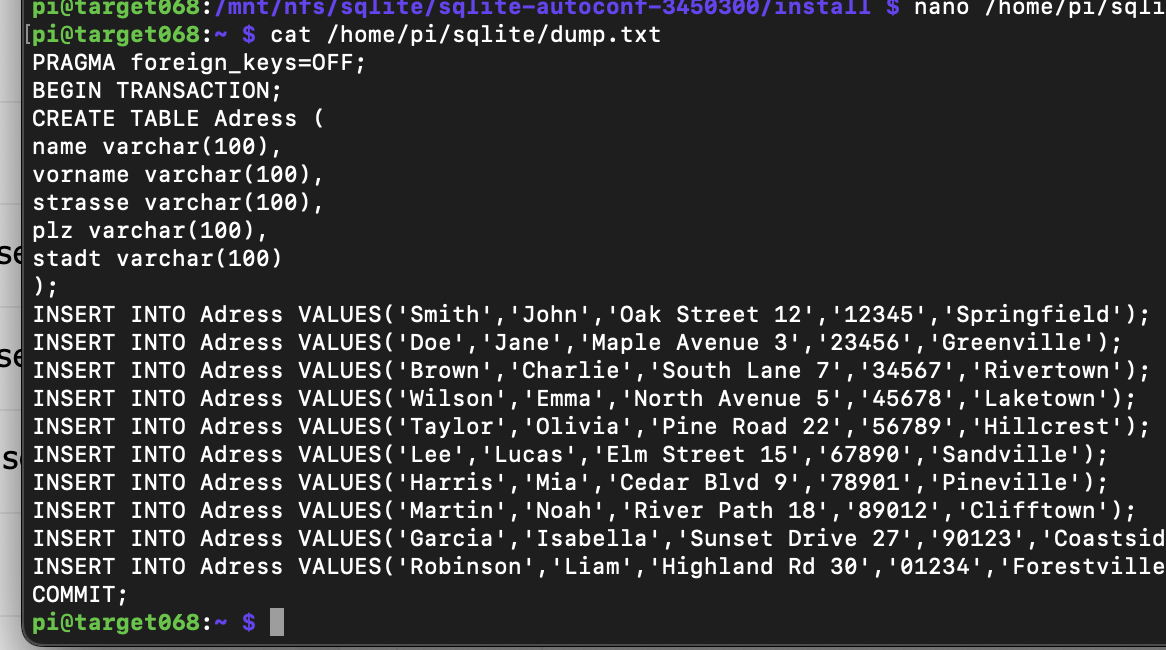 pi@target068:/mnt/nfs/sqlite/sqlite-autoconf-3450300/install $ nano /home/pi/sqli
[pi@target068:~ $ cat /home/pi/sqlite/dump.txt
PRAGMA foreign_keys=OFF;
BEGIN TRANSACTION;
CREATE TABLE Adress (
name varchar(100),
vorname varchar(100),
strasse varchar(100),
plz varchar(100),
stadt varchar(100)
);
INSERT INTO Adress VALUES('Smith','John','Oak Street 12','12345','Springfield');
INSERT INTO Adress VALUES('Doe','Jane','Maple Avenue 3','23456','Greenville');
INSERT INTO Adress VALUES('Brown','Charlie','South Lane 7','34567','Rivertown');
INSERT INTO Adress VALUES('Wilson','Emma','North Avenue 5','45678','Laketown');
INSERT INTO Adress VALUES('Taylor','Olivia','Pine Road 22','56789','Hillcrest');
INSERT INTO Adress VALUES('Lee','Lucas','Elm Street 15','67890','Sandville');
INSERT INTO Adress VALUES('Harris','Mia','Cedar Blvd 9','78901','Pineville');
INSERT INTO Adress VALUES('Martin','Noah','River Path 18','89012','Clifftown');
INSERT INTO Adress VALUES('Garcia','Isabella','Sunset Drive 27','90123','Coastsid
INSERT INTO Adress VALUES('Robinson','Liam','Highland Rd 30','01234','Forestville
COMMIT;
pi@target068:~ $